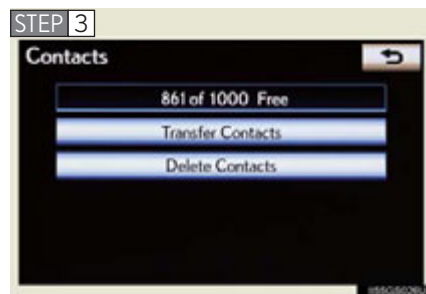 STEP 3
Contacts
861 of 1000 Free
Transfer Contacts
Delete Contacts